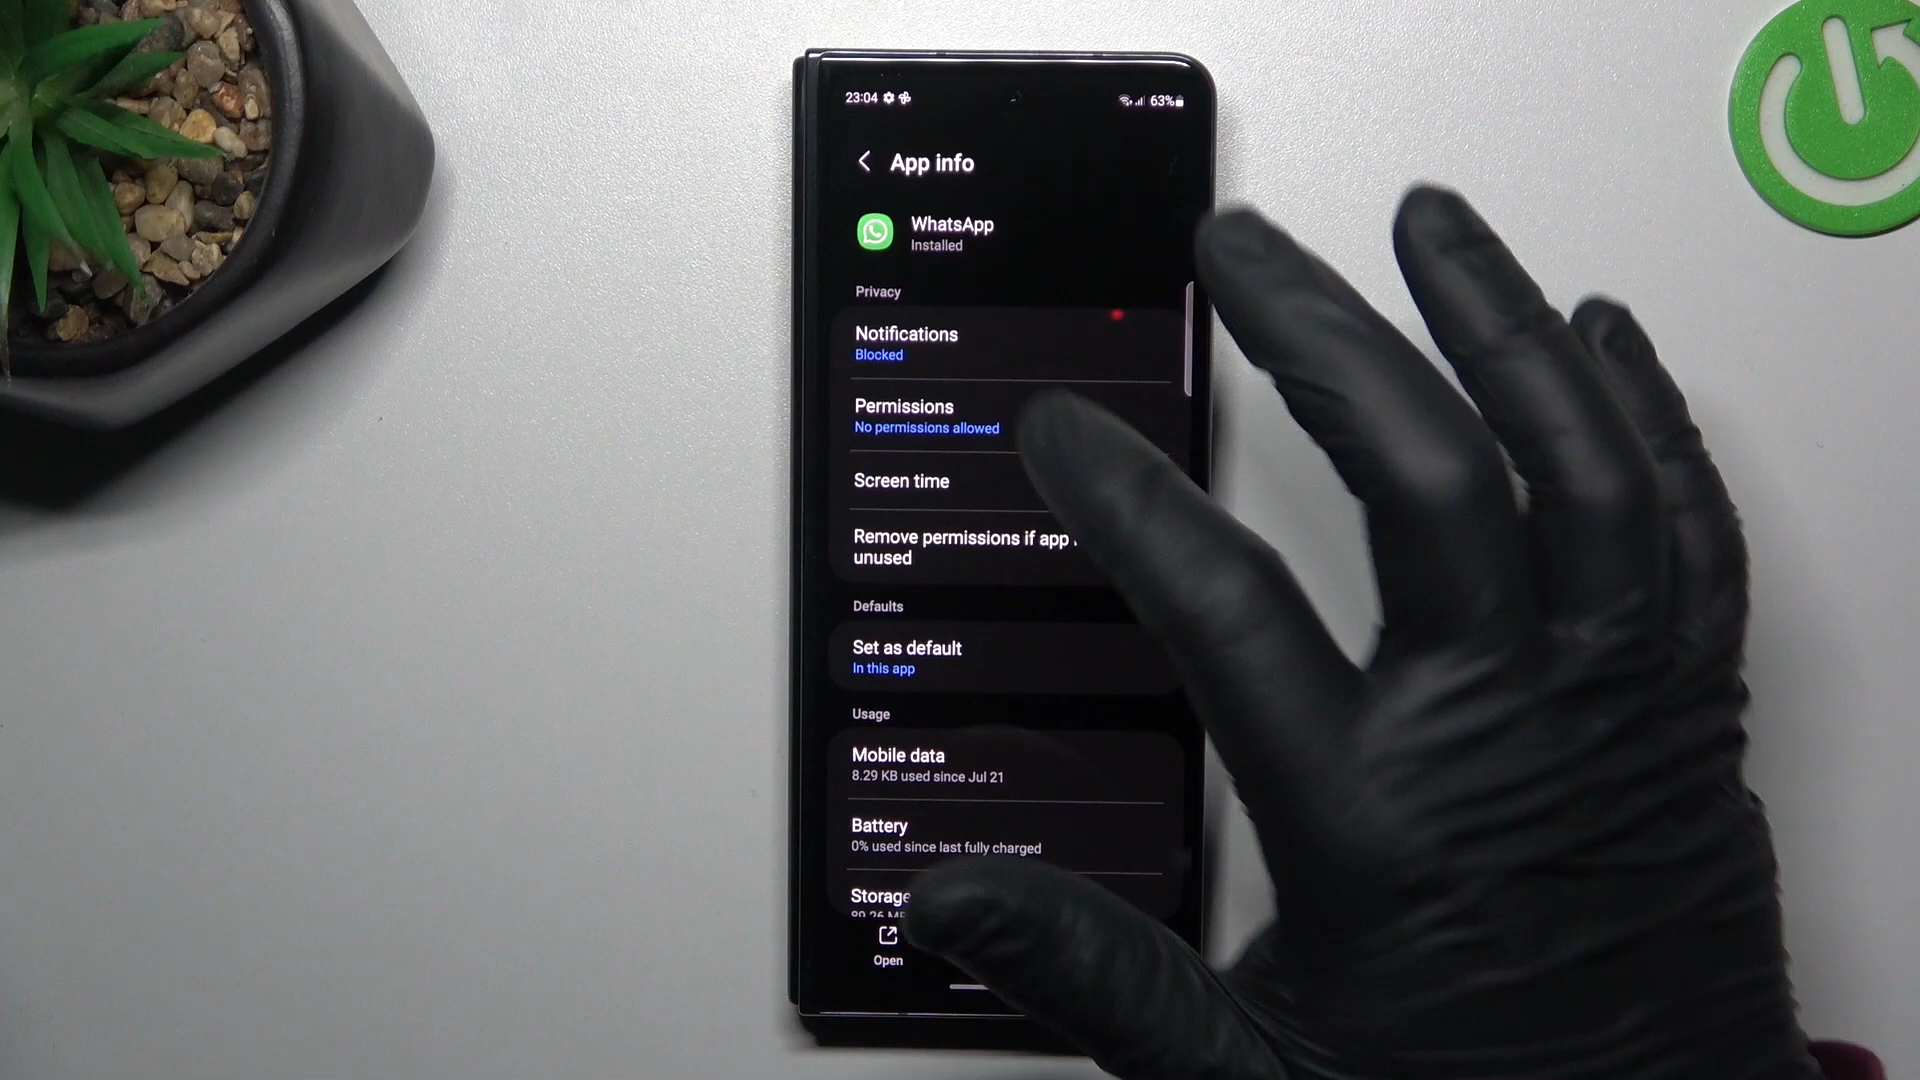 23:04
63%
App info
WhatsApp
Installed
Privacy
Notifications
Blocked
Permissions
No permissions allowed
Screen time
Remove permissions if app
unused
Defaults
Set as default
In this app
Usage
Mobile data
8.29 KB used since Jul 21
Battery
0% used since last fully charged
Storage
Open